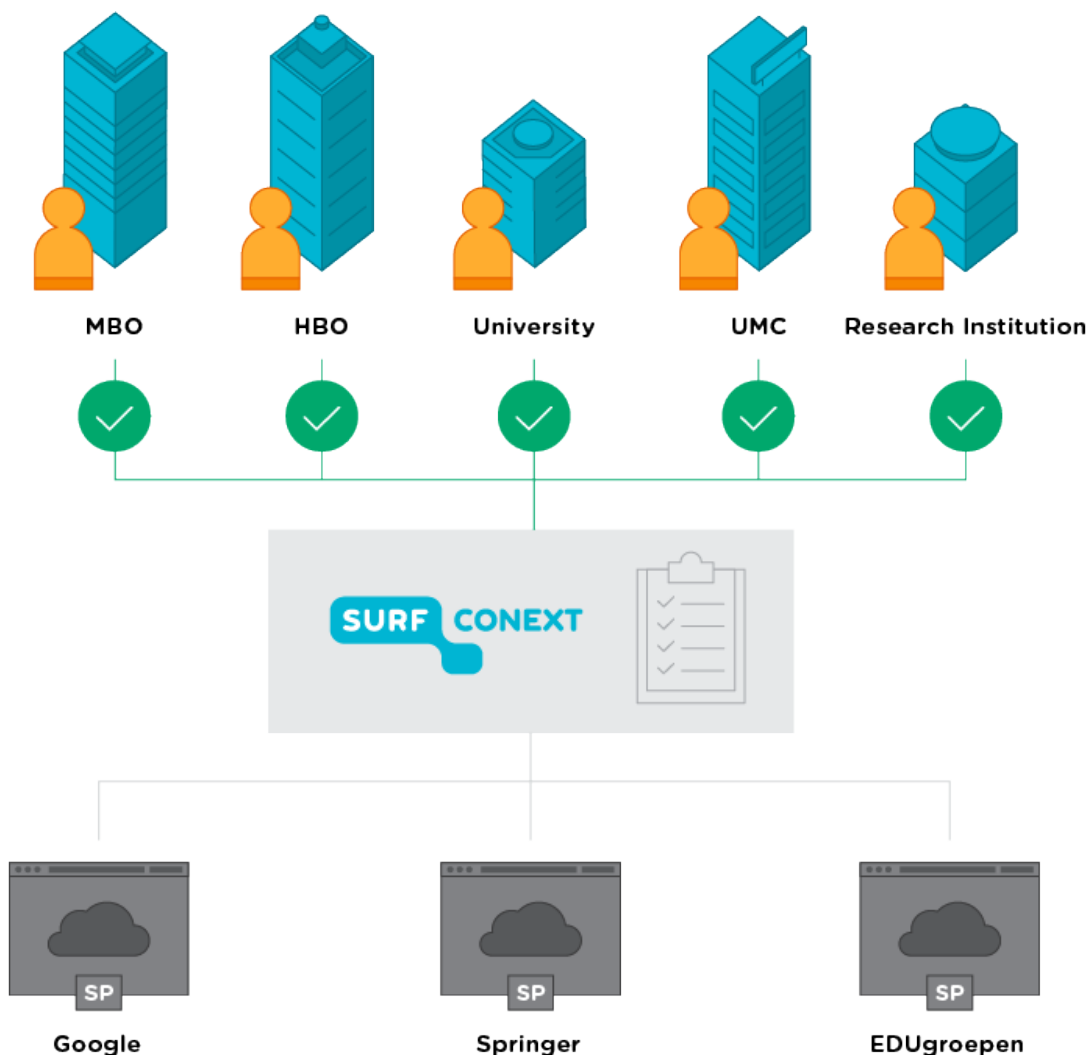 MBO
HBO
University
UMC
Research Institution
SURF CONEXT
SP
SP
SP
Google
Springer
EDUgroepen